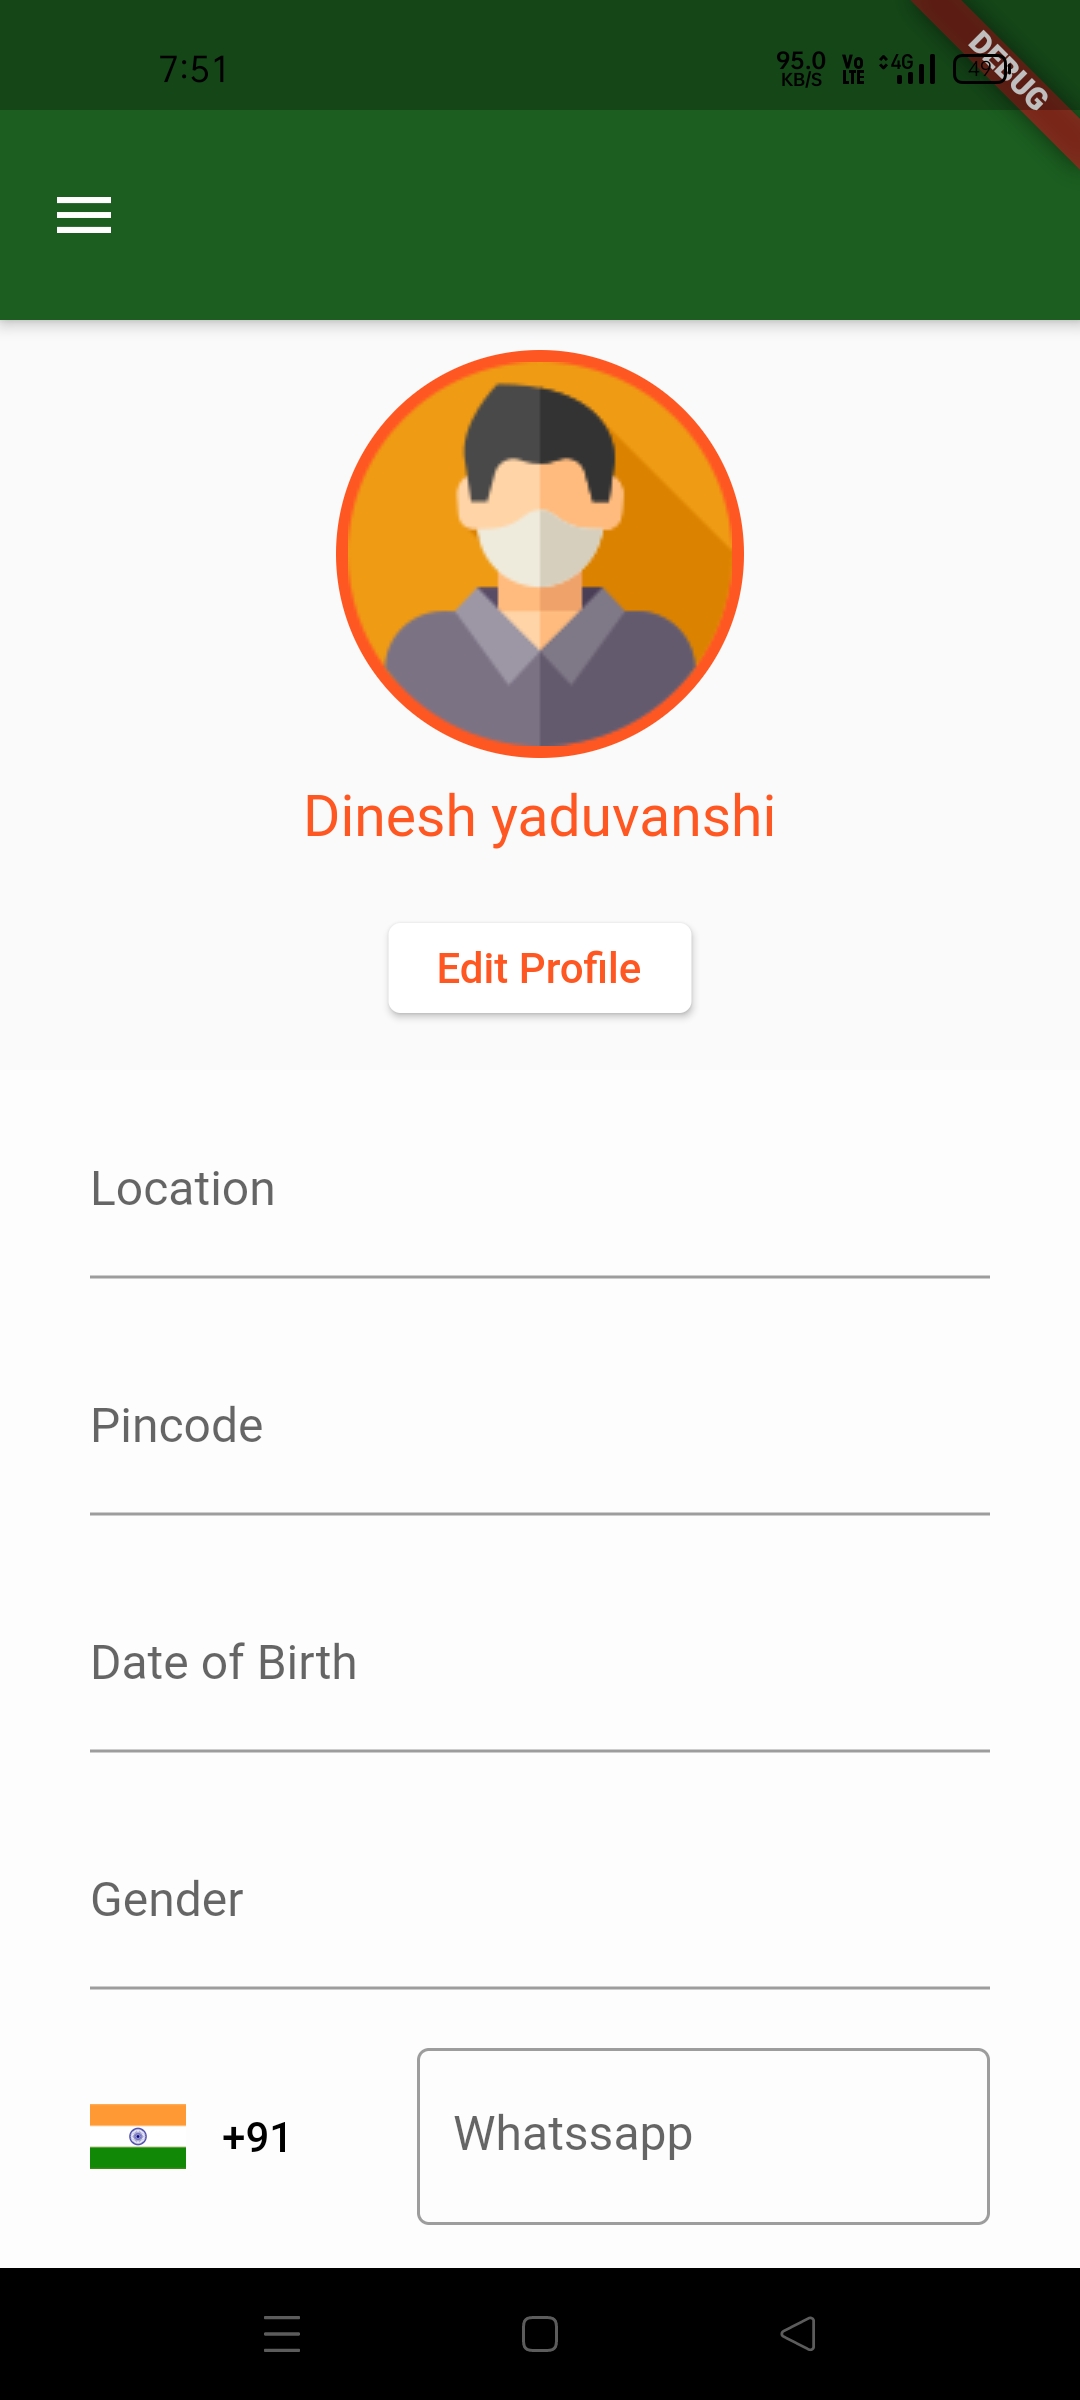 7:51
95.0
KB/S
Vo
LTE
4G
49
DEBUG
Dinesh yaduvanshi
Edit Profile
Location
Pincode
Date of Birth
Gender
+91
Whatssapp